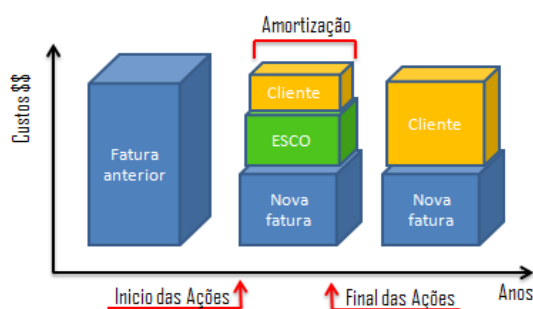 Amortização
Custos $$
Fatura
anterior
Cliente
ESCO
Nova
fatura
Cliente
Nova
fatura
Inicio das Ações
Final das Ações
Anos